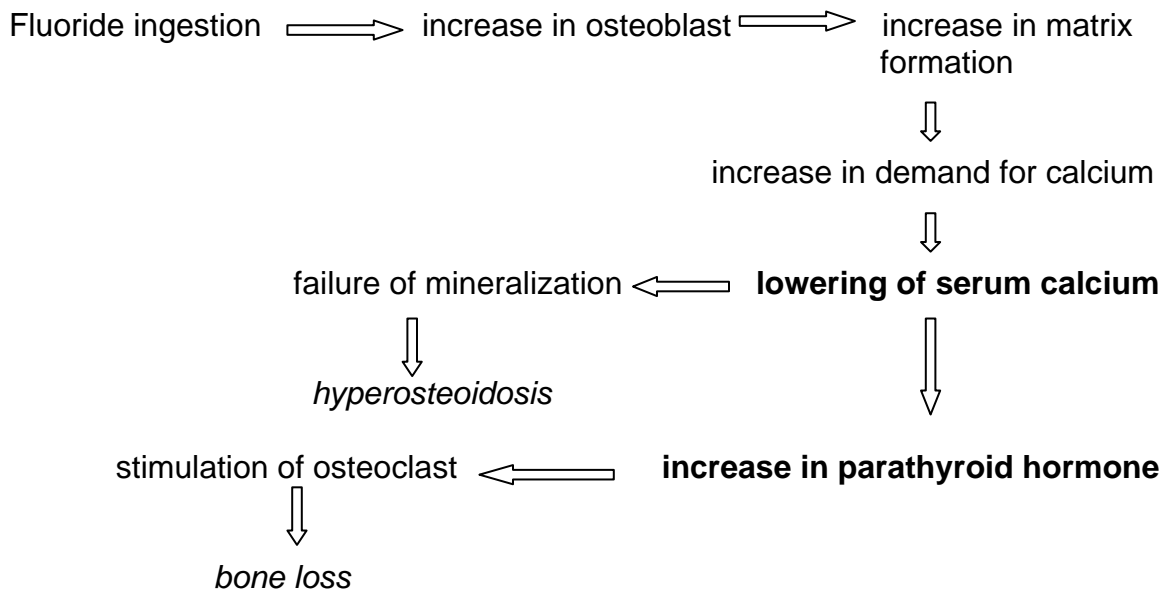 Fluoride ingestion increase in osteoblast increase in matrix
formation
increase in demand for calcium
failure of mineralization lowering of serum calcium
hyperosteoidosis
stimulation of osteoclast increase in parathyroid hormone
bone loss